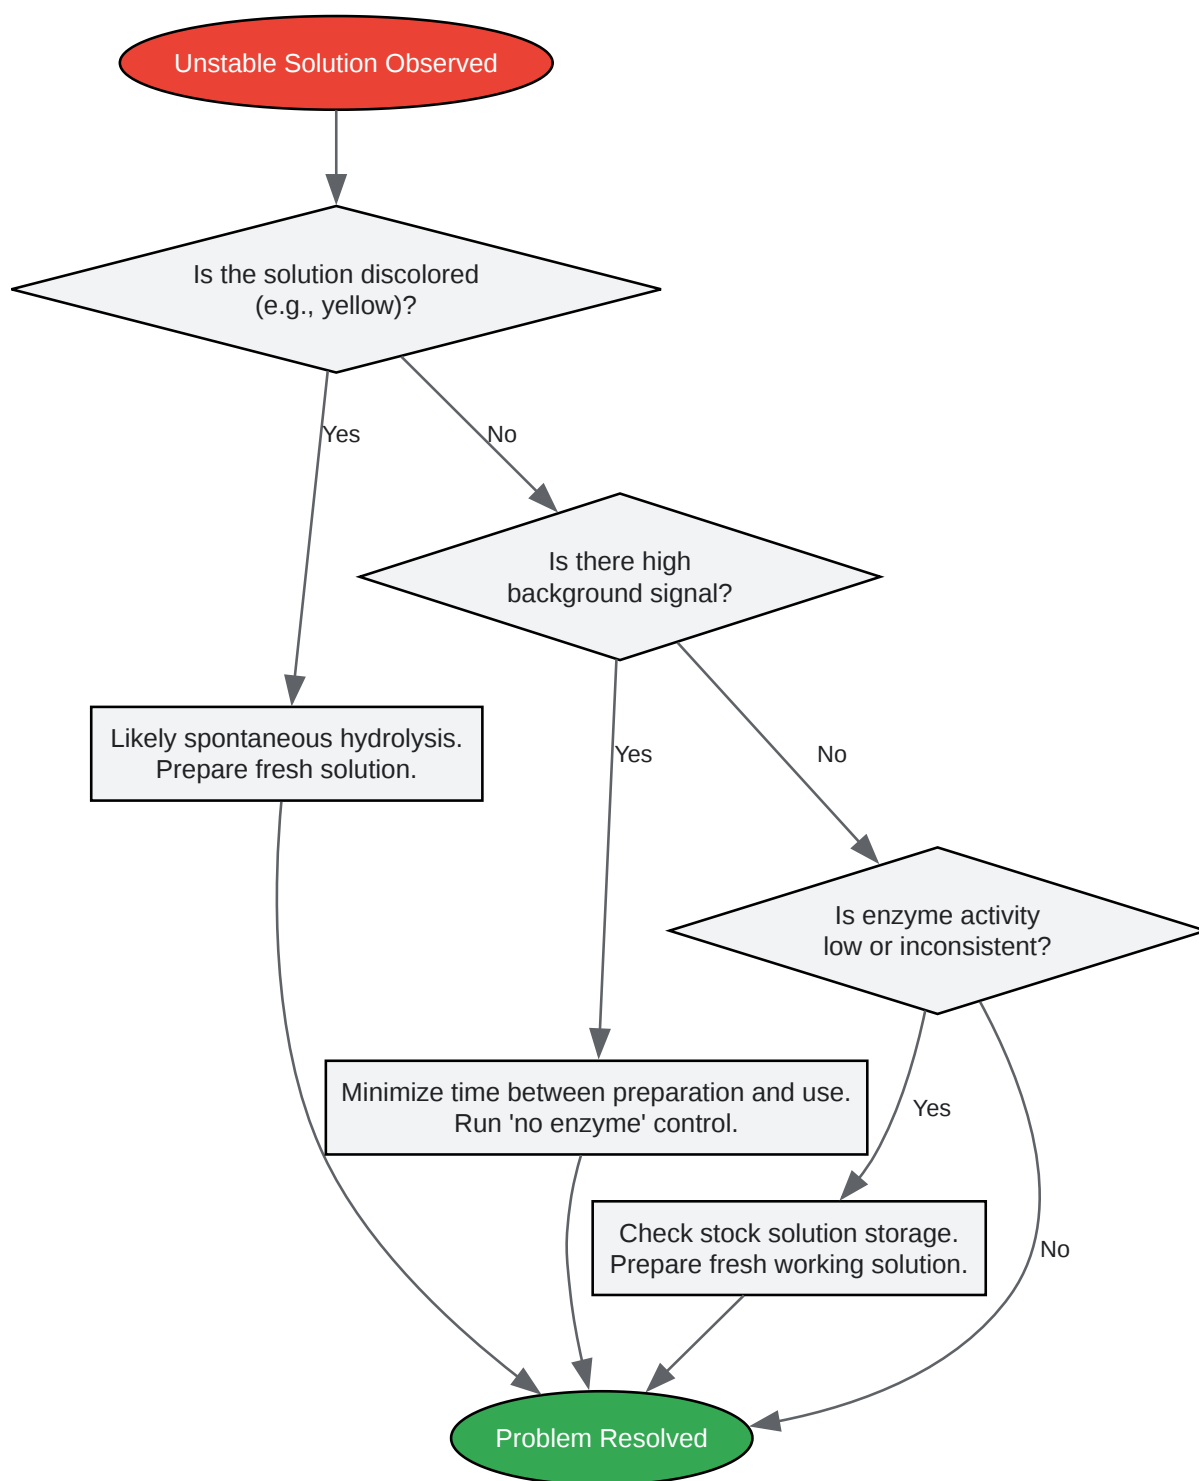 Unstable Solution Observed
Is the solution discolored
(e.g., yellow)?
Yes
No
Is there high
background signal?
Likely spontaneous hydrolysis.
Prepare fresh solution.
Yes
No
Is enzyme activity
low or inconsistent?
Minimize time between preparation and use.
Run 'no enzyme' control.
Yes
Check stock solution storage.
Prepare fresh working solution.
No
Problem Resolved